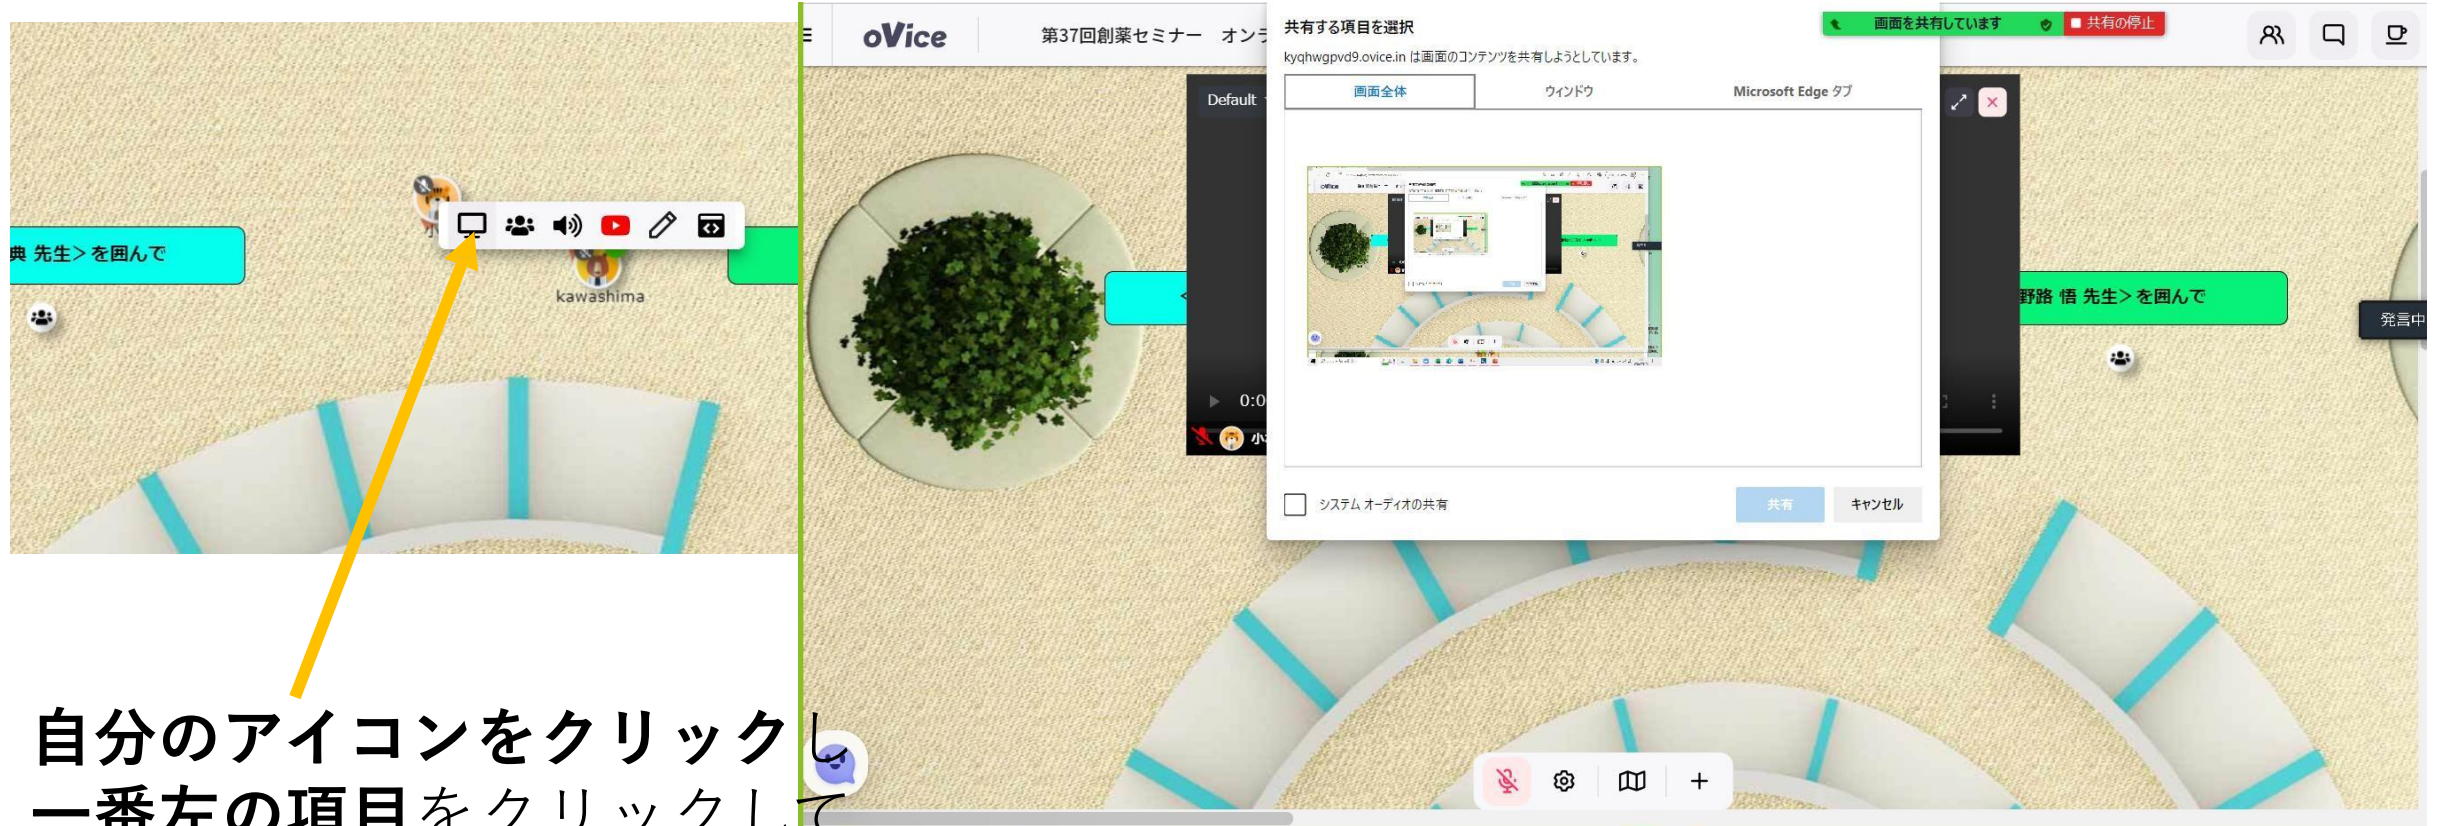 典 先生＞を囲んで
kawashima
自分のアイコンをクリックし
一番左の項目をクリックして
oVice
第37回創薬セミナー オンラ
共有する項目を選択
kyqhwgpvd9.ovice.in は画面のコンテンツを共有しようとしています。
画面全体
ウィンドウ
Microsoft Edge タブ
システム オーディオの共有
共有
キャンセル
画面を共有しています
共有の停止
Default
0:0
小
＜
野路 悟 先生＞を囲んで
発言中